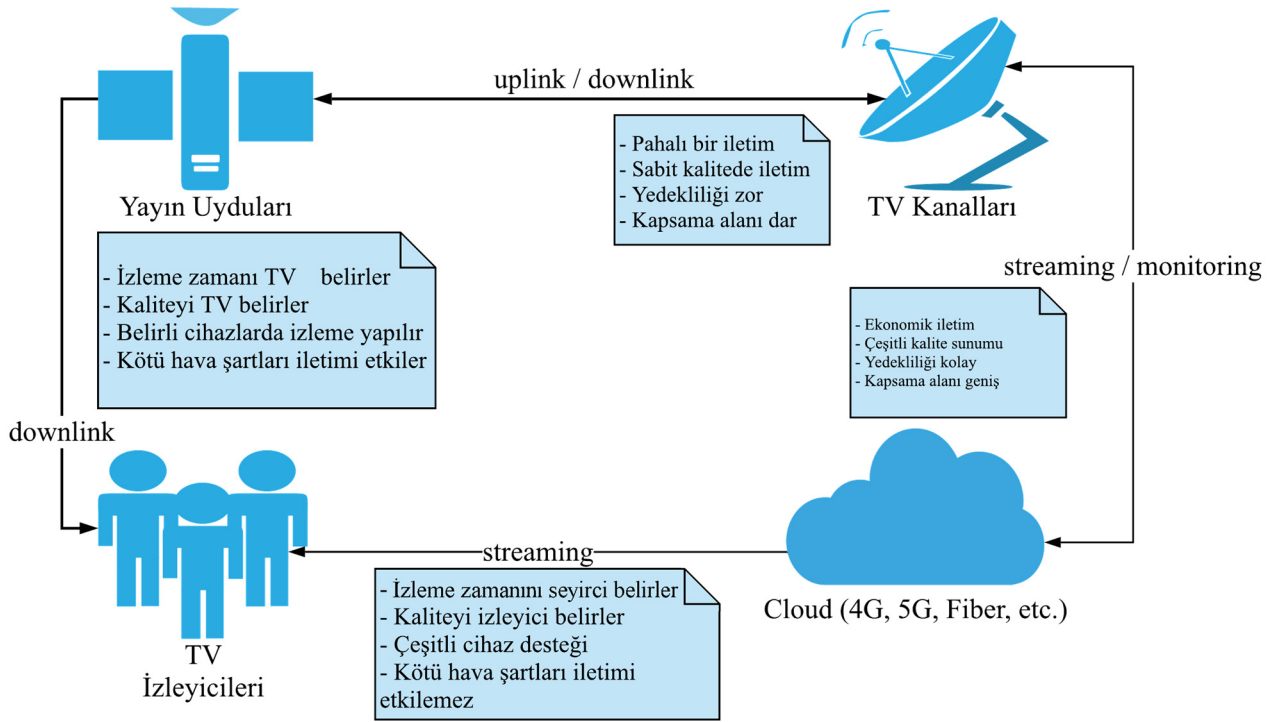 uplink / downlink
- Pahalı bir iletim
- Sabit kalitede iletim
- Yedekliliği zor
- Kapsama alanı dar
Yayın Uyduları
TV Kanalları
- İzleme zamanı TV belirler
- Kaliteyi TV belirler
- Belirli cihazlarda izleme yapılır
- Kötü hava şartları iletimi etkiler
streaming / monitoring
- Ekonomik iletim
- Çeşitli kalite sunumu
- Yedekliliği kolay
- Kapsama alanı geniş
downlink
streaming
- İzleme zamanını seyirci belirler
- Kaliteyi izleyici belirler
- Çeşitli cihaz desteği
- Kötü hava şartları iletimi
etkilemez
Cloud (4G, 5G, Fiber, etc.)
TV
İzleyicileri